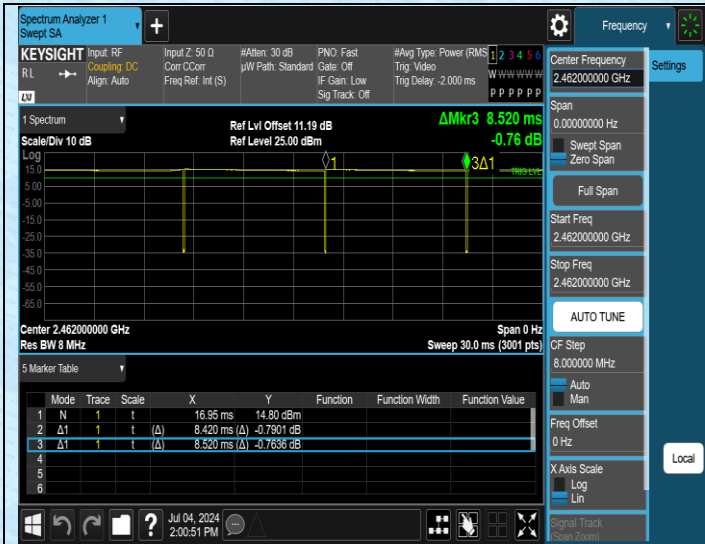 Spectrum Analyzer 1
Swept SA
+
Frequency
KEYSIGHT
RL
LXI
Input: RF
Coupling: DC
Align: Auto
Input Z: 50 Ω
Corr CCorr
Freq Ref: Int (S)
#Atten: 30 dB
µW Path: Standard
PNO: Fast
Gate: Off
IF Gain: Low
Sig Track: Off
#Avg Type: Power (RMS
Trig: Video
Trig Delay: -2.000 ms
1 2 3 4 5 6
W W W W W W
P P P P P P
1 Spectrum
Scale/Div 10 dB
Ref Lvl Offset 11.19 dB
Ref Level 25.00 dBm
ΔMkr3 8.520 ms
-0.76 dB
Log
15.0
5.00
-5.00
-15.0
-25.0
-35.0
-45.0
-55.0
-65.0
1
3Δ1
TRIG LVL
Center 2.462000000 GHz
Res BW 8 MHz
Span 0 Hz
Sweep 30.0 ms (3001 pts)
5 Marker Table
Mode Trace Scale X Y Function Function Width Function Value
1 N 1 t 16.95 ms 14.80 dBm
2 Δ1 1 t (Δ) 8.420 ms (Δ) -0.7901 dB
3 Δ1 1 t (Δ) 8.520 ms (Δ) -0.7636 dB
4
5
6
?
Jul 04, 2024
2:00:51 PM
Center Frequency
2.462000000 GHz
Span
0.00000000 Hz
Swept Span
Zero Span
Full Span
Start Freq
2.462000000 GHz
Stop Freq
2.462000000 GHz
AUTO TUNE
CF Step
8.000000 MHz
Auto
Man
Freq Offset
0 Hz
X Axis Scale
Log
Lin
Signal Track
(Span Zoom)
Settings
Local